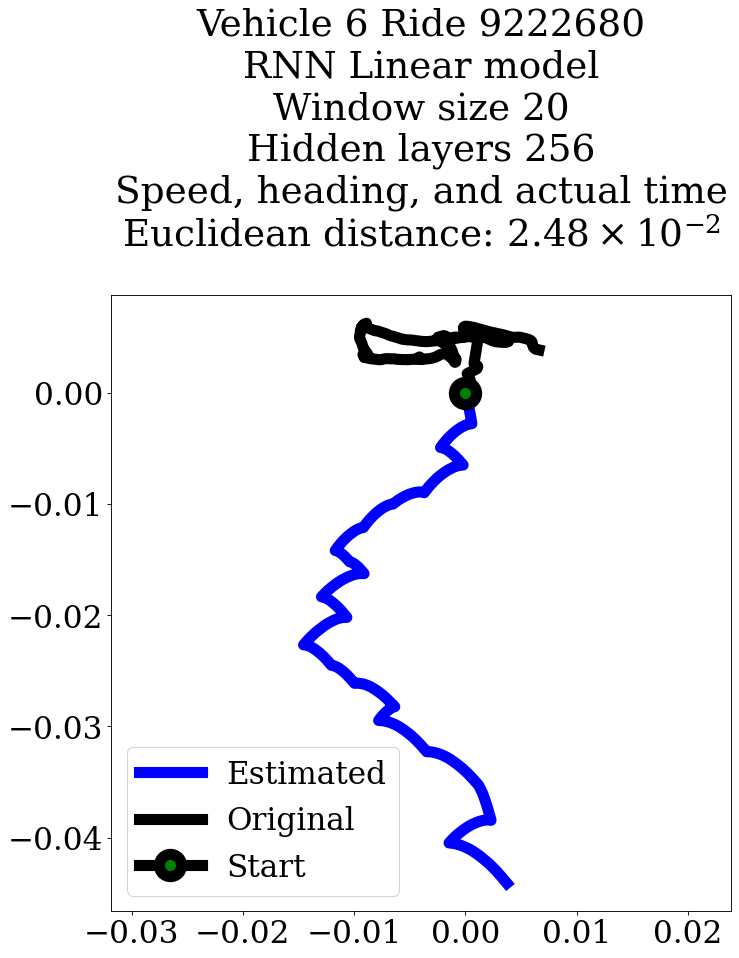 Vehicle 6 Ride 9222680
RNN Linear model
Window size 20
Hidden layers 256
Speed, heading, and actual time
Euclidean distance: 2.48 × 10⁻²
0.00
−0.01
−0.02
−0.03
−0.04
Estimated
Original
Start
−0.03 −0.02 −0.01 0.00 0.01 0.02